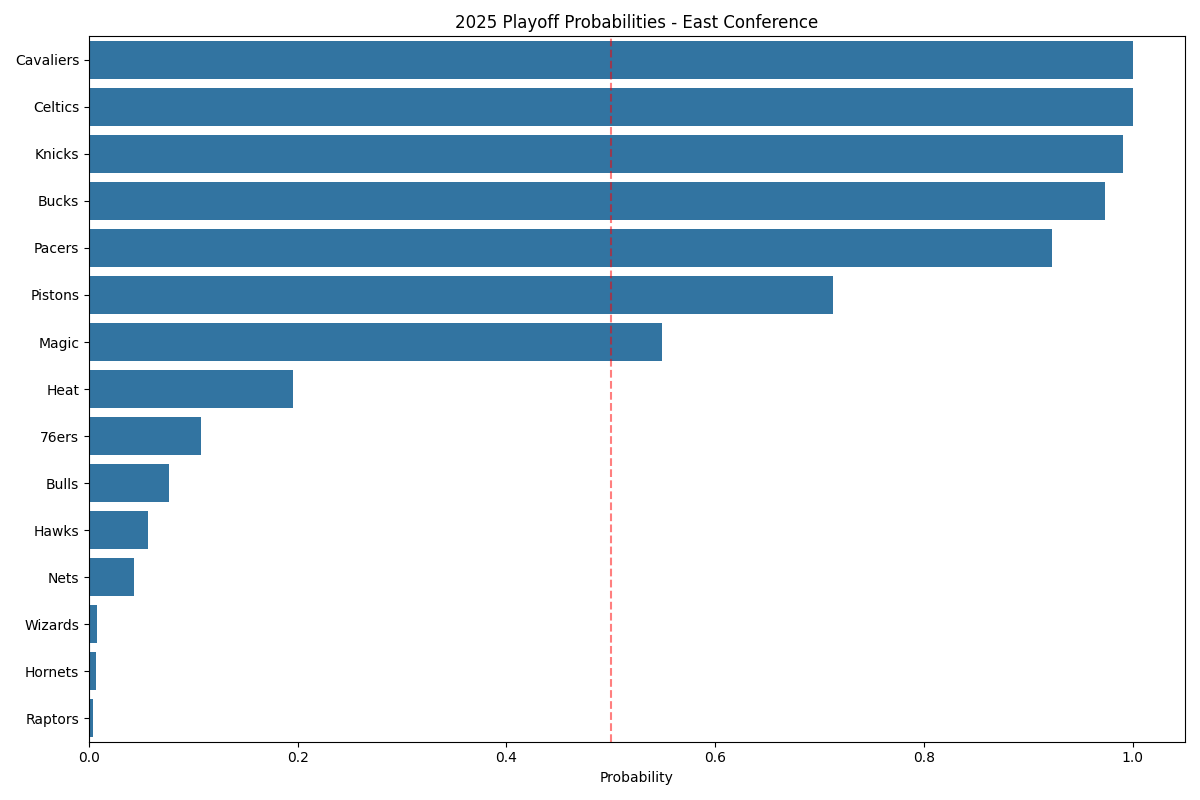 2025 Playoff Probabilities - East Conference
Cavaliers
Celtics
Knicks
Bucks
Pacers
Pistons
Magic
Heat
76ers
Bulls
Hawks
Nets
Wizards
Hornets
Raptors
0.0 0.2 0.4 0.6 0.8 1.0
Probability